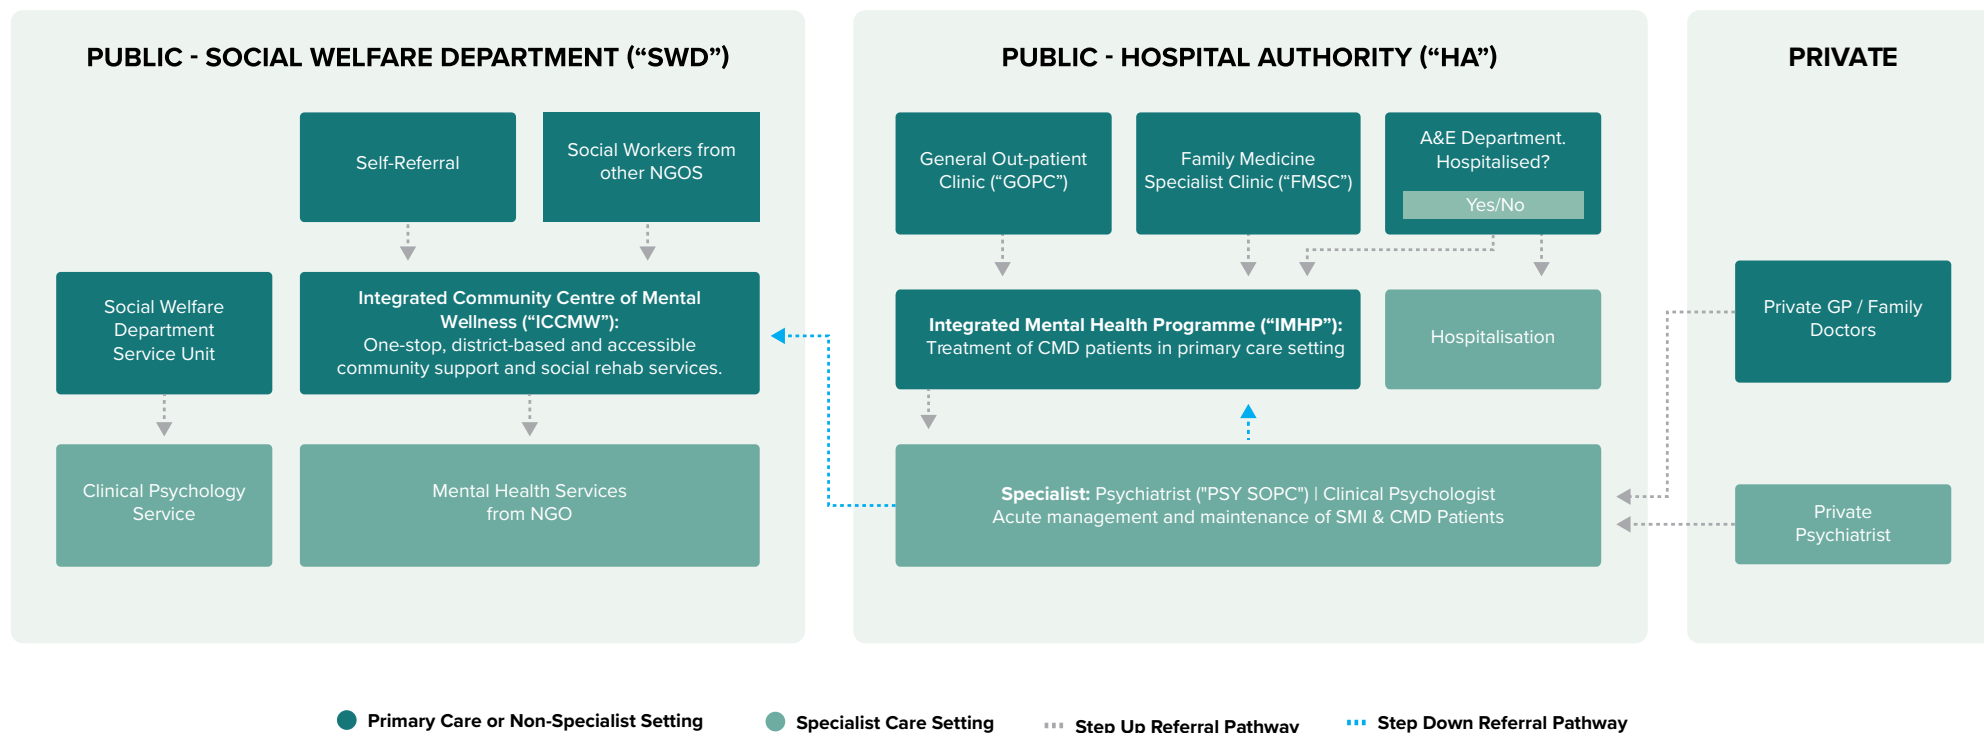 PUBLIC - SOCIAL WELFARE DEPARTMENT (“SWD”)
Self-Referral
Social Workers from
other NGOS
Social Welfare
Department
Service Unit
Integrated Community Centre of Mental
Wellness (“ICCMW”):
One-stop, district-based and accessible
community support and social rehab services.
Clinical Psychology
Service
Mental Health Services
from NGO
PUBLIC - HOSPITAL AUTHORITY (“HA”)
General Out-patient
Clinic (“GOPC”)
Family Medicine
Specialist Clinic (“FMSC”)
A&E Department.
Hospitalised?
Yes/No
Integrated Mental Health Programme (“IMHP”):
Treatment of CMD patients in primary care setting
Hospitalisation
Specialist: Psychiatrist ("PSY SOPC") | Clinical Psychologist
Acute management and maintenance of SMI & CMD Patients
PRIVATE
Private GP / Family
Doctors
Private
Psychiatrist
Primary Care or Non-Specialist Setting
Specialist Care Setting
Step Up Referral Pathway
Step Down Referral Pathway